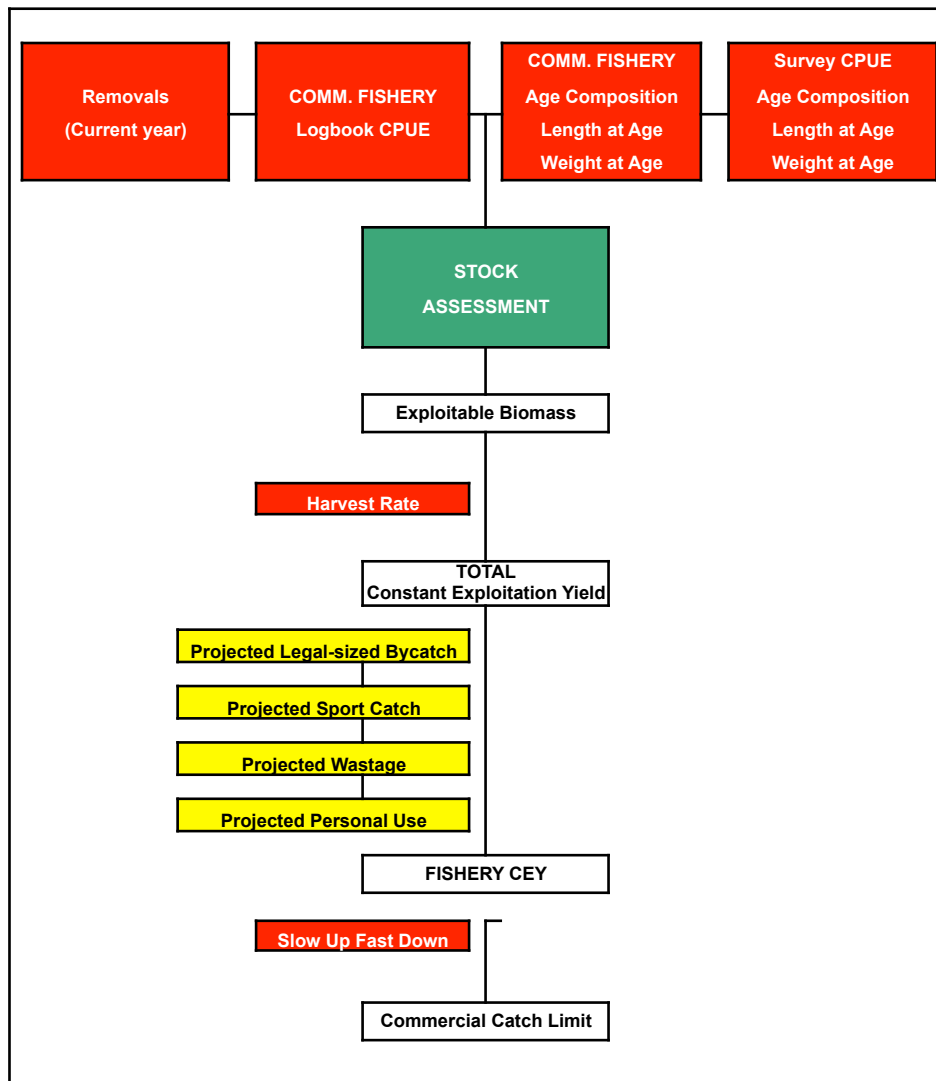 Removals
(Current year)
COMM. FISHERY
Logbook CPUE
COMM. FISHERY
Age Composition
Length at Age
Weight at Age
Survey CPUE
Age Composition
Length at Age
Weight at Age
STOCK
ASSESSMENT
Exploitable Biomass
Harvest Rate
TOTAL
Constant Exploitation Yield
Projected Legal-sized Bycatch
Projected Sport Catch
Projected Wastage
Projected Personal Use
FISHERY CEY
Slow Up Fast Down
Commercial Catch Limit